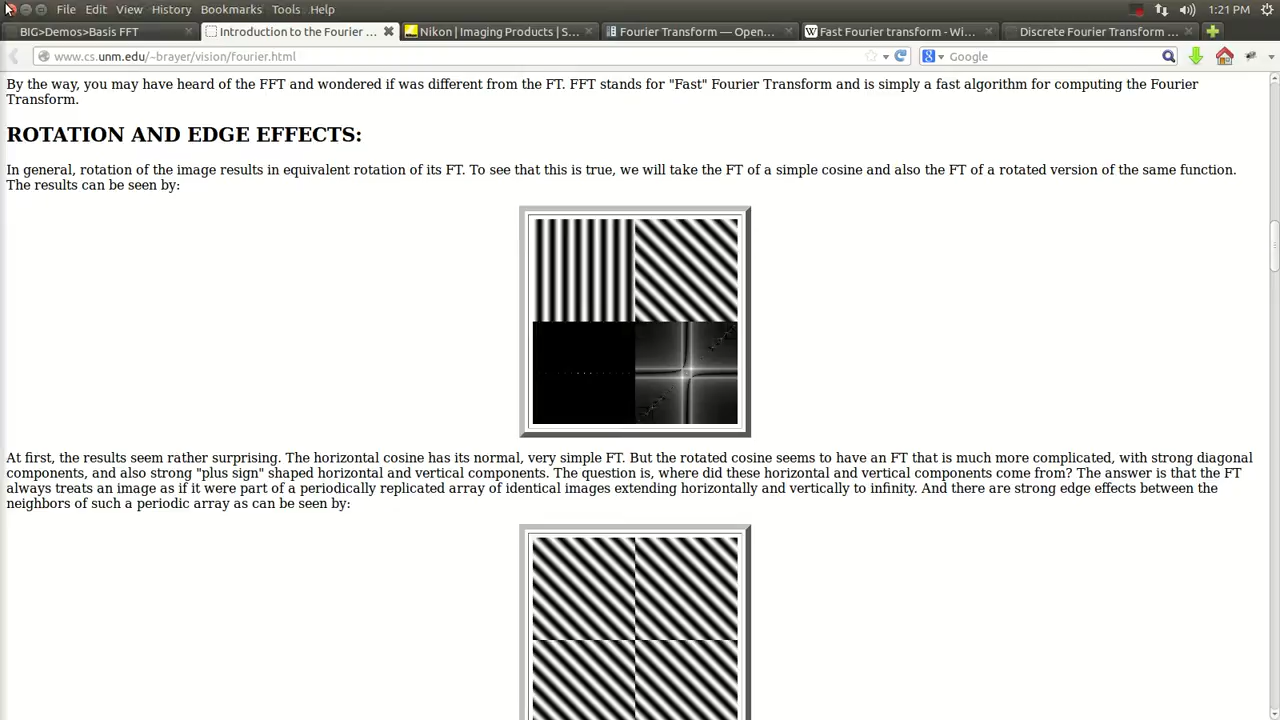 File Edit View History Bookmarks Tools Help 1:21 PM
BIG>Demos>Basis FFT Introduction to the Fourier ... Nikon | Imaging Products | S... Fourier Transform — Open... Fast Fourier transform - Wi... Discrete Fourier Transform ...
www.cs.unm.edu/~brayer/vision/fourier.html Google
By the way, you may have heard of the FFT and wondered if was different from the FT. FFT stands for "Fast" Fourier Transform and is simply a fast algorithm for computing the Fourier
Transform.
ROTATION AND EDGE EFFECTS:
In general, rotation of the image results in equivalent rotation of its FT. To see that this is true, we will take the FT of a simple cosine and also the FT of a rotated version of the same function.
The results can be seen by:
At first, the results seem rather surprising. The horizontal cosine has its normal, very simple FT. But the rotated cosine seems to have an FT that is much more complicated, with strong diagonal
components, and also strong "plus sign" shaped horizontal and vertical components. The question is, where did these horizontal and vertical components come from? The answer is that the FT
always treats an image as if it were part of a periodically replicated array of identical images extending horizontally and vertically to infinity. And there are strong edge effects between the
neighbors of such a periodic array as can be seen by: